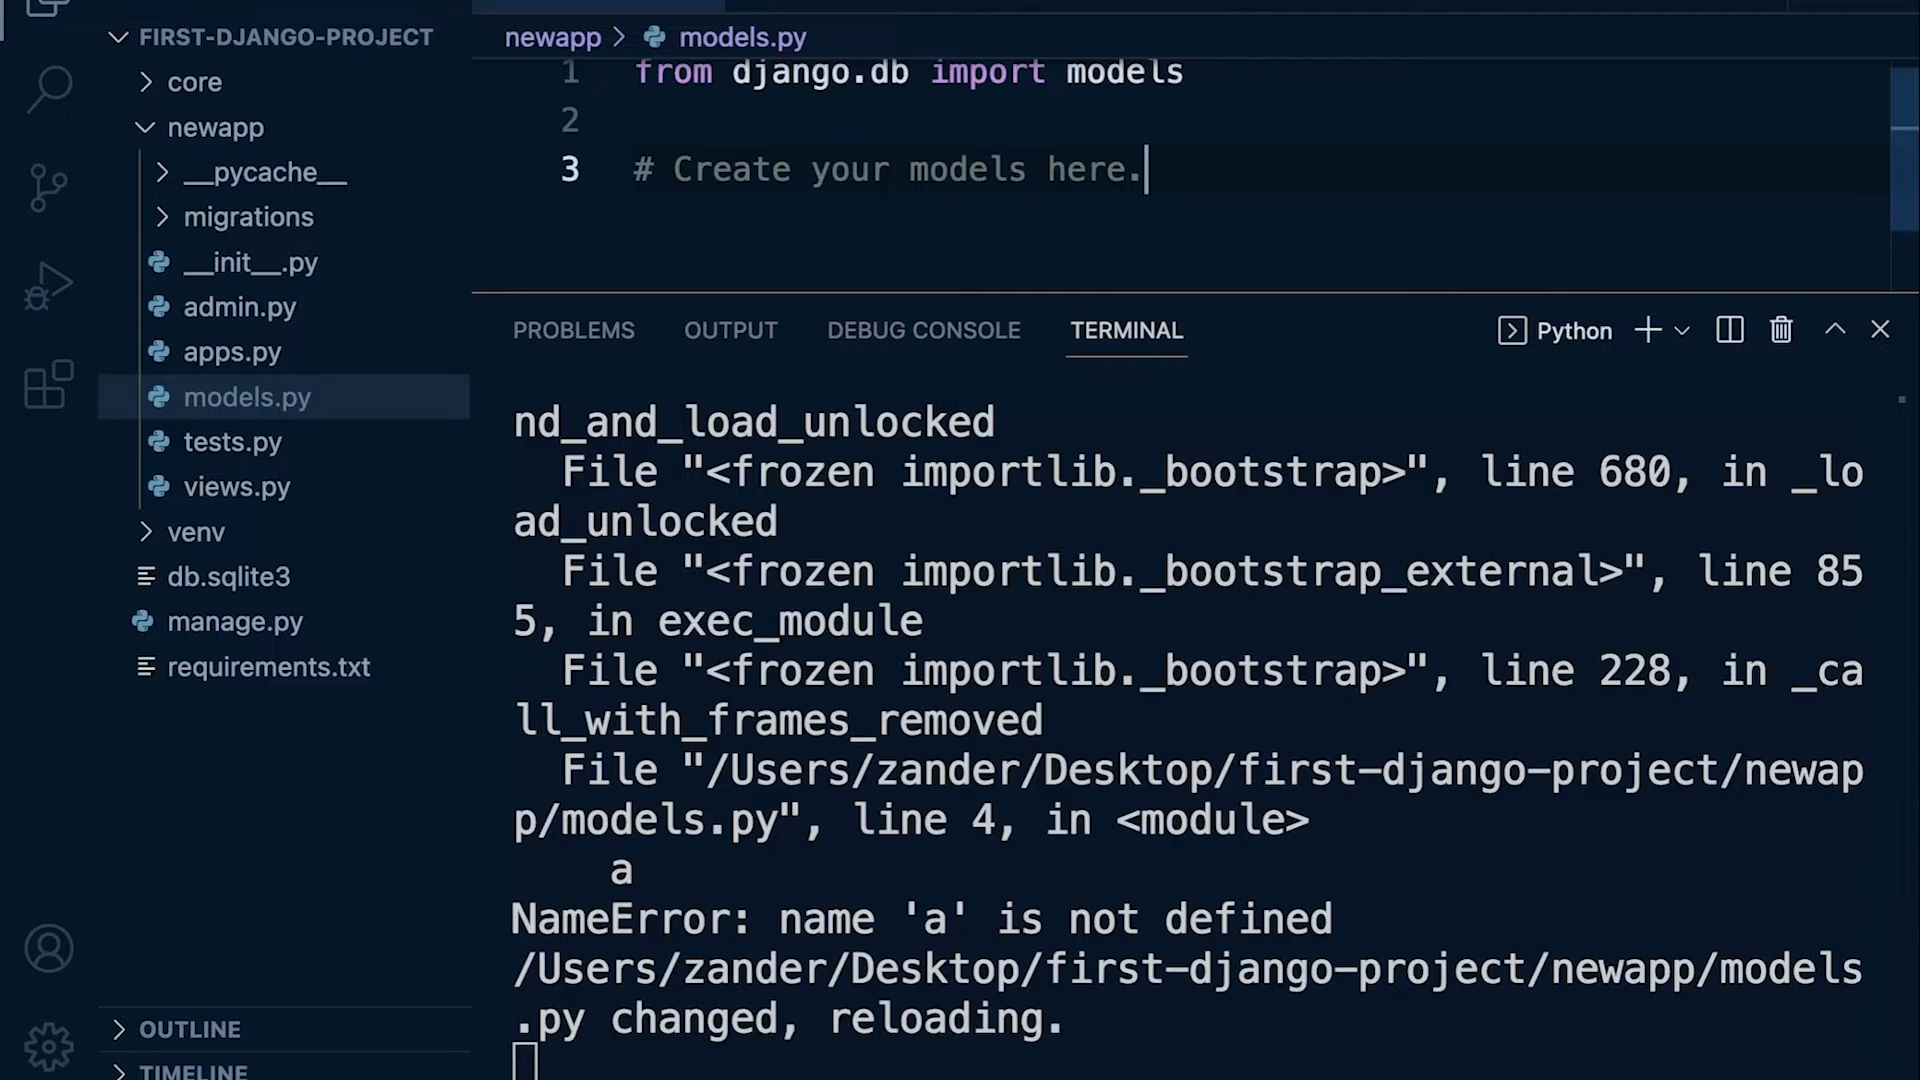 FIRST-DJANGO-PROJECT
core
newapp
__pycache__
migrations
__init__.py
admin.py
apps.py
models.py
tests.py
views.py
venv
db.sqlite3
manage.py
requirements.txt
OUTLINE
TIMELINE
newapp > models.py
1 from django.db import models
2
3 # Create your models here.
PROBLEMS OUTPUT DEBUG CONSOLE TERMINAL Python
nd_and_load_unlocked
  File "<frozen importlib._bootstrap>", line 680, in _lo
ad_unlocked
  File "<frozen importlib._bootstrap_external>", line 85
5, in exec_module
  File "<frozen importlib._bootstrap>", line 228, in _ca
ll_with_frames_removed
  File "/Users/zander/Desktop/first-django-project/newap
p/models.py", line 4, in <module>
    a
NameError: name 'a' is not defined
/Users/zander/Desktop/first-django-project/newapp/models
.py changed, reloading.